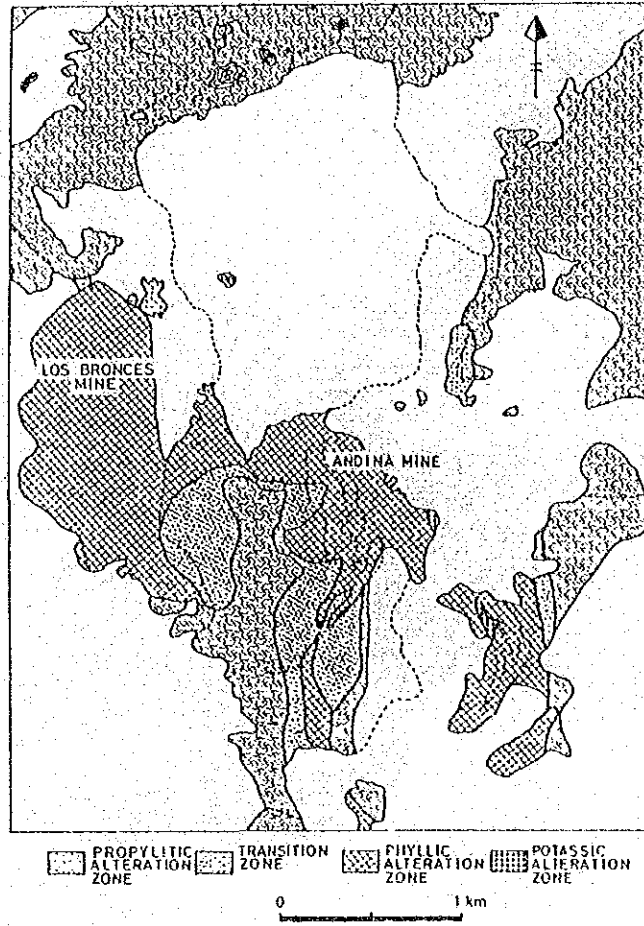 LOS BRONCES
MINE
ANDINA MINE
PROPYLITIC
ALTERATION
ZONE
TRANSITION
ZONE
PHYLLIC
ALTERATION
ZONE
POTASSIC
ALTERATION
ZONE
0 1 km